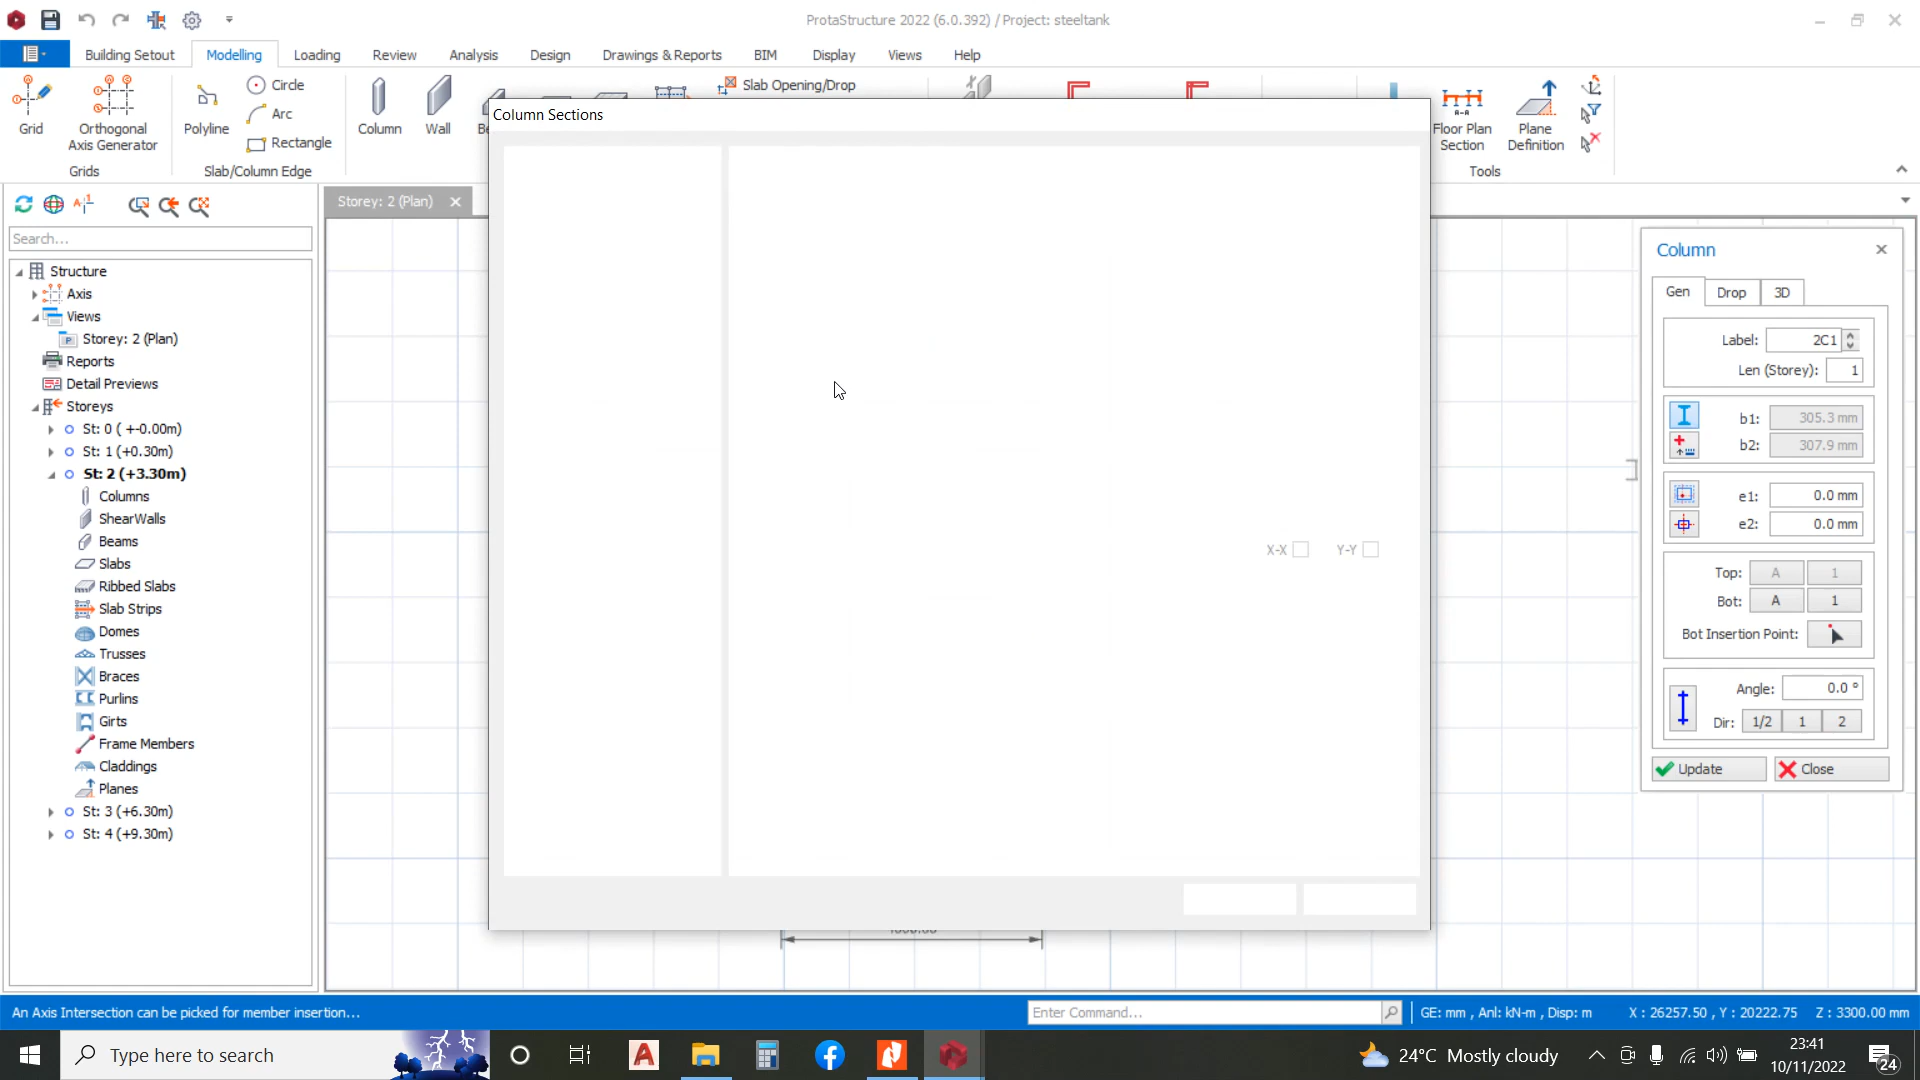 ProtaStructure 2022 (6.0.392) / Project: steeltank
Building Setout Modelling Loading Review Analysis Design Drawings & Reports BIM Display Views Help
Grid
Orthogonal
Axis Generator
Grids
Polyline
Circle
Arc
Rectangle
Slab/Column Edge
Column
Wall
Slab Opening/Drop
Floor Plan
Section
Plane
Definition
Tools
Search...
Structure
Axis
Views
Storey: 2 (Plan)
Reports
Detail Previews
Storeys
St: 0 ( +-0.00m)
St: 1 (+0.30m)
St: 2 (+3.30m)
Columns
ShearWalls
Beams
Slabs
Ribbed Slabs
Slab Strips
Domes
Trusses
Braces
Purlins
Girts
Frame Members
Claddings
Planes
St: 3 (+6.30m)
St: 4 (+9.30m)
Storey: 2 (Plan)
Column Sections
X-X Y-Y
Column
Gen Drop 3D
Label: 2C1
Len (Storey): 1
b1: 305.3 mm
b2: 307.9 mm
e1: 0.0 mm
e2: 0.0 mm
Top: A 1
Bot: A 1
Bot Insertion Point:
Angle: 0.0 °
Dir: 1/2 1 2
Update Close
An Axis Intersection can be picked for member insertion...
Enter Command...
GE: mm , Anl: kN-m , Disp: m
X : 26257.50 , Y : 20222.75 Z : 3300.00 mm
Type here to search
24°C Mostly cloudy
23:41
10/11/2022
24